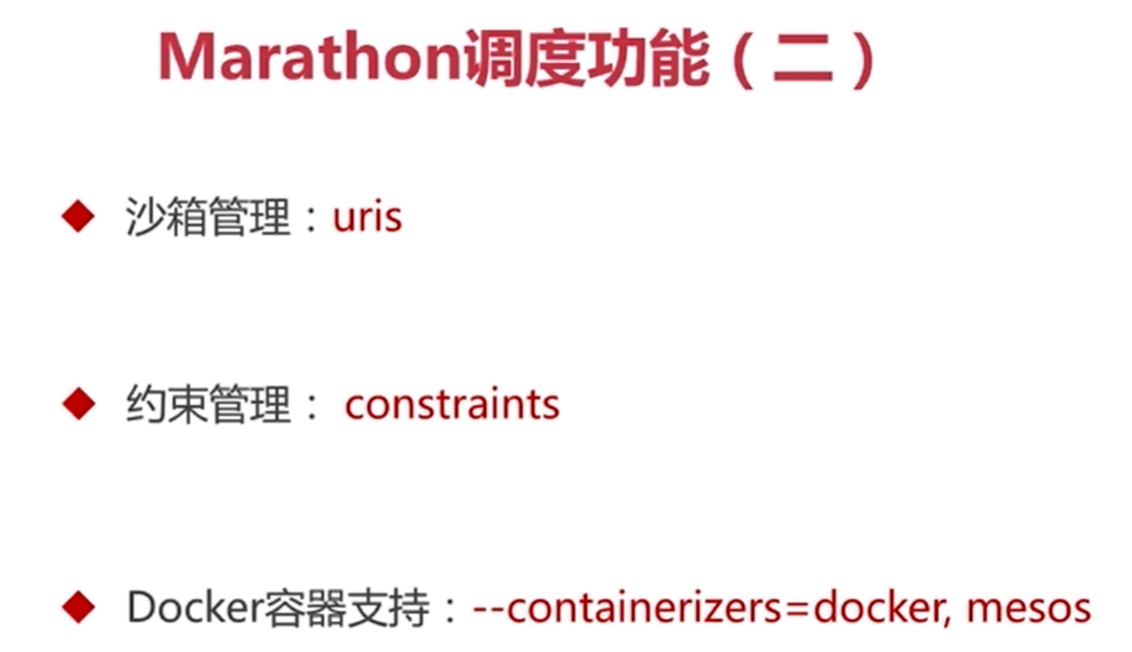 Marathon调度功能（二）
沙箱管理：uris
约束管理： constraints
Docker容器支持：--containerizers=docker, mesos